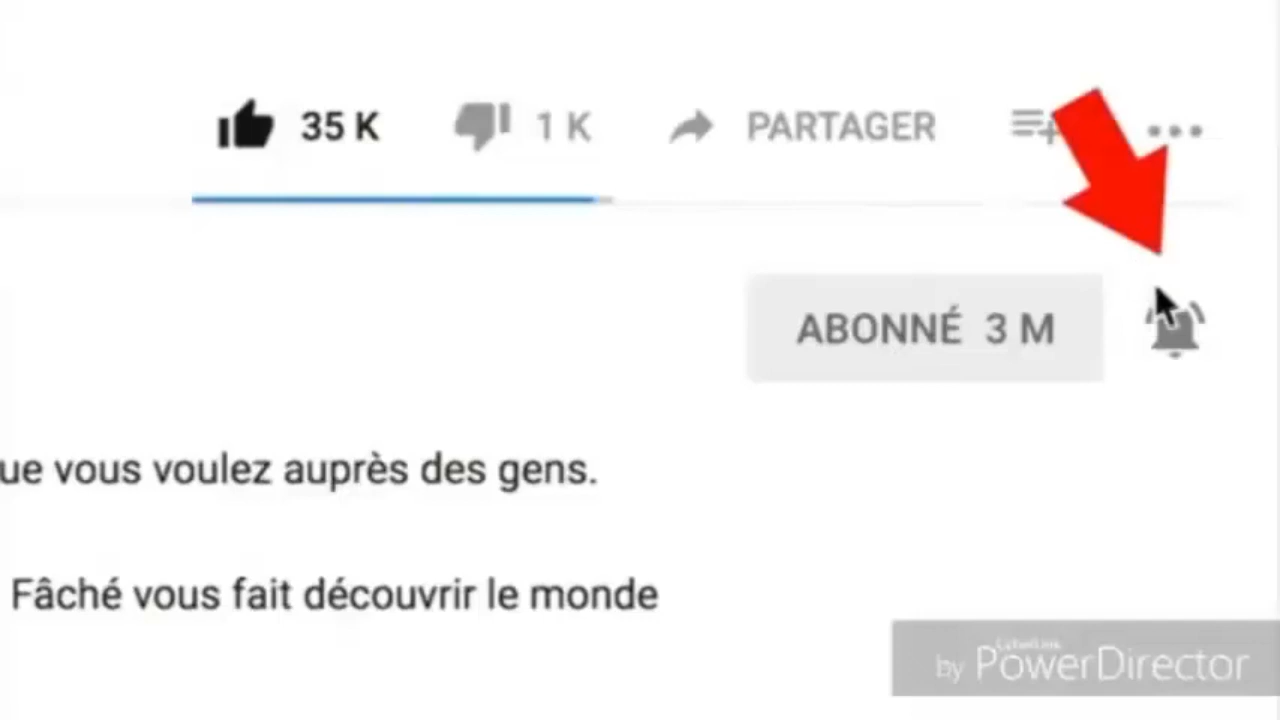 35 K 1 K PARTAGER
ABONNÉ 3 M
ue vous voulez auprès des gens.
Fâché vous fait découvrir le monde
CyberLink
by PowerDirector